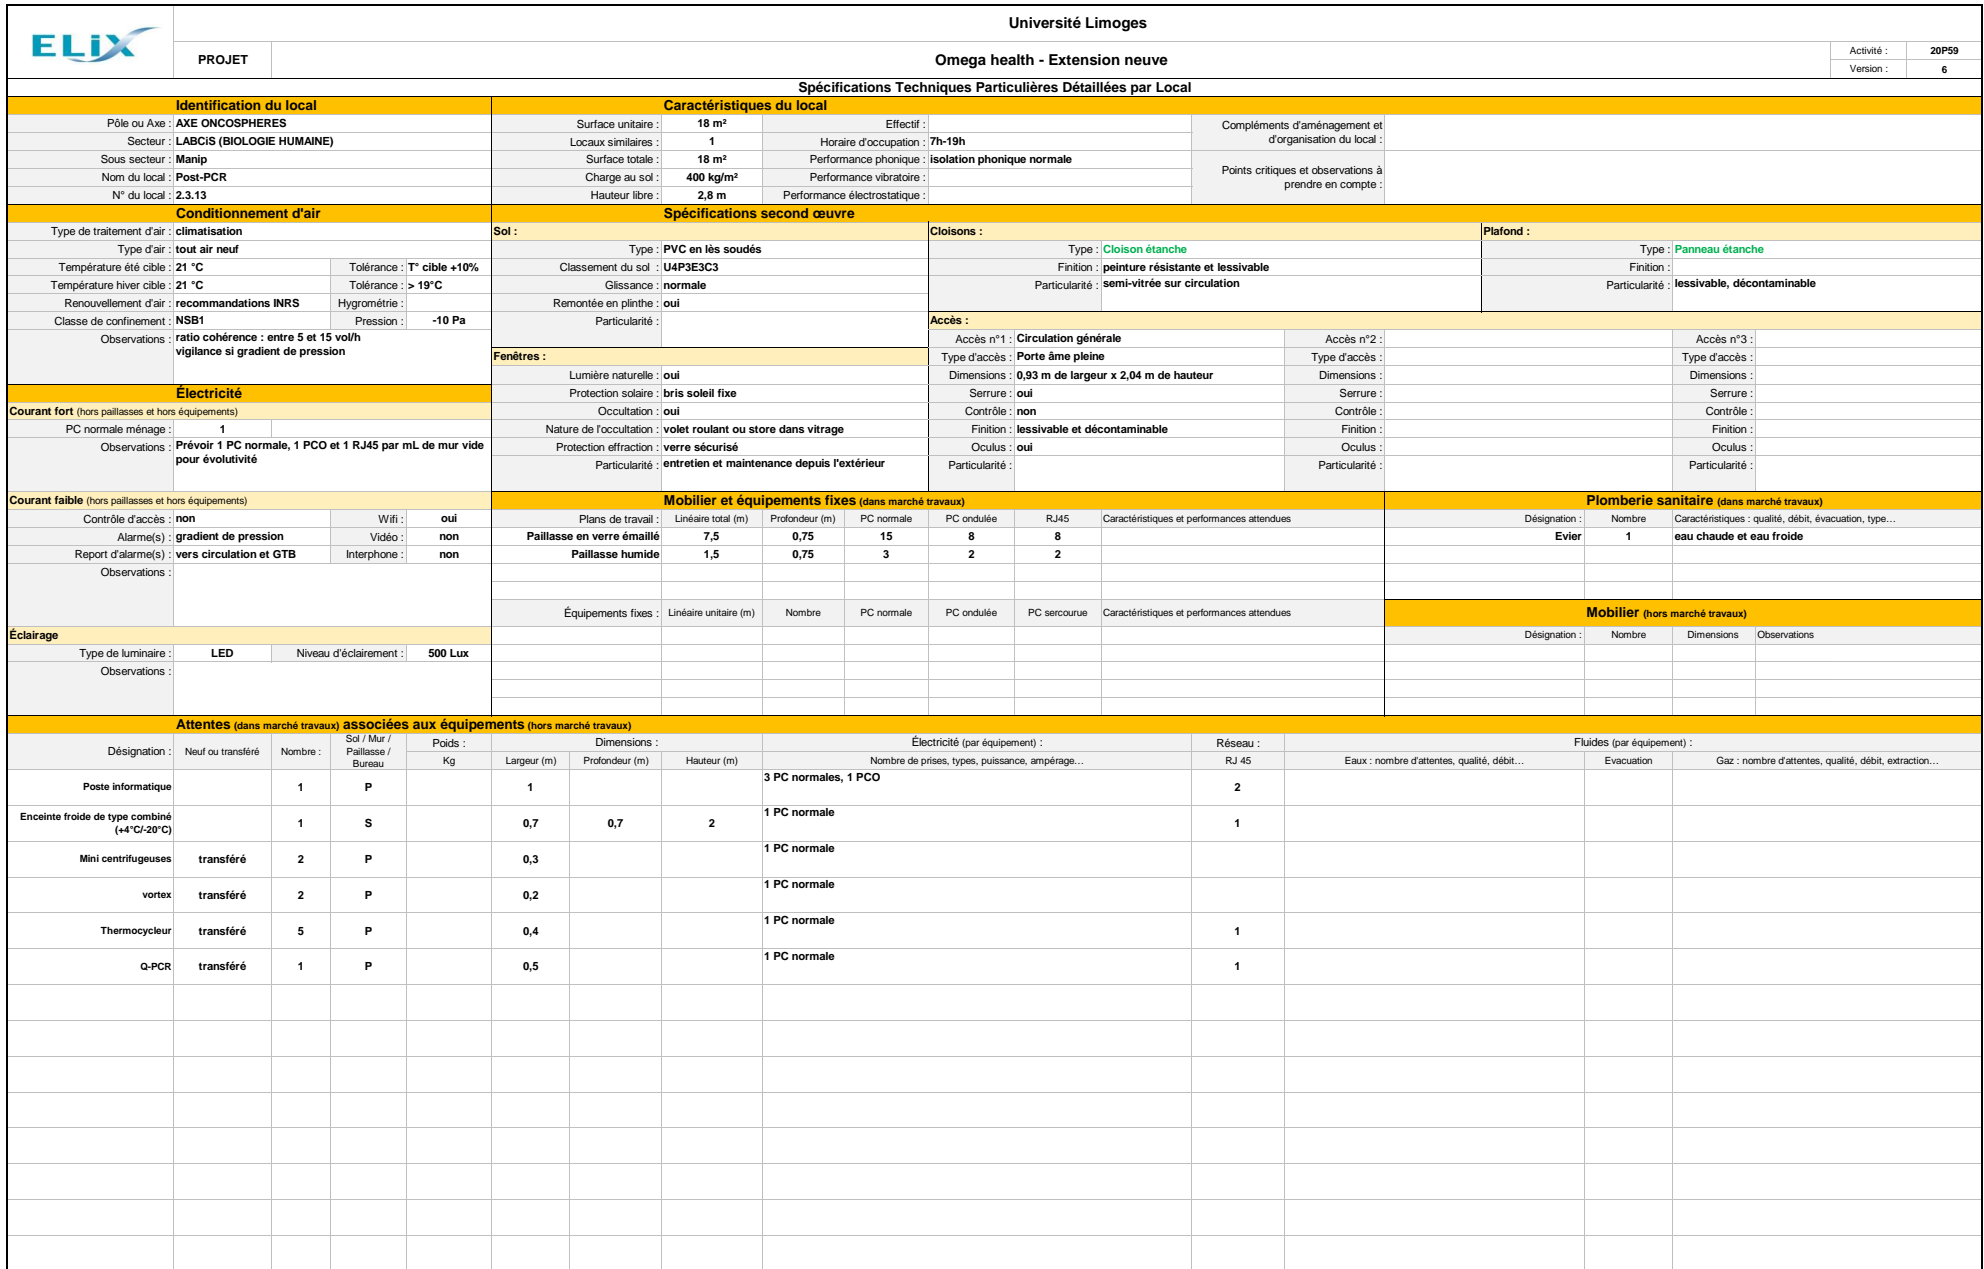 ELiX
Université Limoges
PROJET
Omega health - Extension neuve
Activité : 20P59
Version : 6
Spécifications Techniques Particulières Détaillées par Local
Identification du local
Pôle ou Axe : AXE ONCOSPHERES
Secteur : LABCiS (BIOLOGIE HUMAINE)
Sous secteur : Manip
Nom du local : Post-PCR
N° du local : 2.3.13
Caractéristiques du local
Surface unitaire : 18 m² Effectif :
Locaux similaires : 1 Horaire d'occupation : 7h-19h
Surface totale : 18 m² Performance phonique : isolation phonique normale
Charge au sol : 400 kg/m² Performance vibratoire :
Hauteur libre : 2,8 m Performance électrostatique :
Compléments d'aménagement et
d'organisation du local :
Points critiques et observations à
prendre en compte :
Conditionnement d'air
Type de traitement d'air : climatisation
Type d'air : tout air neuf
Température été cible : 21 °C Tolérance : T° cible +10%
Température hiver cible : 21 °C Tolérance : > 19°C
Renouvellement d'air : recommandations INRS Hygrométrie :
Classe de confinement : NSB1 Pression : -10 Pa
Observations : ratio cohérence : entre 5 et 15 vol/h
vigilance si gradient de pression
Spécifications second œuvre
Sol :
Type : PVC en lès soudés
Classement du sol : U4P3E3C3
Glissance : normale
Remontée en plinthe : oui
Particularité :
Cloisons :
Type : Cloison étanche
Finition : peinture résistante et lessivable
Particularité : semi-vitrée sur circulation
Plafond :
Type : Panneau étanche
Finition :
Particularité : lessivable, décontaminable
Fenêtres :
Lumière naturelle : oui
Protection solaire : bris soleil fixe
Occultation : oui
Nature de l'occultation : volet roulant ou store dans vitrage
Protection effraction : verre sécurisé
Particularité : entretien et maintenance depuis l'extérieur
Accès :
Accès n°1 : Circulation générale Accès n°2 : Accès n°3 :
Type d'accès : Porte âme pleine Type d'accès : Type d'accès :
Dimensions : 0,93 m de largeur x 2,04 m de hauteur Dimensions : Dimensions :
Serrure : oui Serrure : Serrure :
Contrôle : non Contrôle : Contrôle :
Finition : lessivable et décontaminable Finition : Finition :
Oculus : oui Oculus : Oculus :
Particularité : Particularité : Particularité :
Électricité
Courant fort (hors paillasses et hors équipements)
PC normale ménage : 1
Observations : Prévoir 1 PC normale, 1 PCO et 1 RJ45 par mL de mur vide
pour évolutivité
Courant faible (hors paillasses et hors équipements)
Contrôle d'accès : non Wifi : oui
Alarme(s) : gradient de pression Vidéo : non
Report d'alarme(s) : vers circulation et GTB Interphone : non
Observations :
Éclairage
Type de luminaire : LED Niveau d'éclairement : 500 Lux
Observations :
Mobilier et équipements fixes (dans marché travaux)
Plans de travail : Linéaire total (m) Profondeur (m) PC normale PC ondulée RJ45 Caractéristiques et performances attendues
Paillasse en verre émaillé 7,5 0,75 15 8 8
Paillasse humide 1,5 0,75 3 2 2
Équipements fixes : Linéaire unitaire (m) Nombre PC normale PC ondulée PC sercourue Caractéristiques et performances attendues
Plomberie sanitaire (dans marché travaux)
Désignation : Nombre Caractéristiques : qualité, débit, évacuation, type…
Evier 1 eau chaude et eau froide
Mobilier (hors marché travaux)
Désignation : Nombre Dimensions Observations
Attentes (dans marché travaux) associées aux équipements (hors marché travaux)
Désignation : Neuf ou transféré Nombre : Sol / Mur / Paillasse / Bureau Poids : Dimensions : Électricité (par équipement) : Réseau : Fluides (par équipement) :
Kg Largeur (m) Profondeur (m) Hauteur (m) Nombre de prises, types, puissance, ampérage… RJ 45 Eaux : nombre d'attentes, qualité, débit… Evacuation Gaz : nombre d'attentes, qualité, débit, extraction…
Poste informatique 1 P 1 3 PC normales, 1 PCO 2
Enceinte froide de type combiné
(+4°C/-20°C) 1 S 0,7 0,7 2 1 PC normale 1
Mini centrifugeuses transféré 2 P 0,3 1 PC normale
vortex transféré 2 P 0,2 1 PC normale
Thermocycleur transféré 5 P 0,4 1 PC normale 1
Q-PCR transféré 1 P 0,5 1 PC normale 1